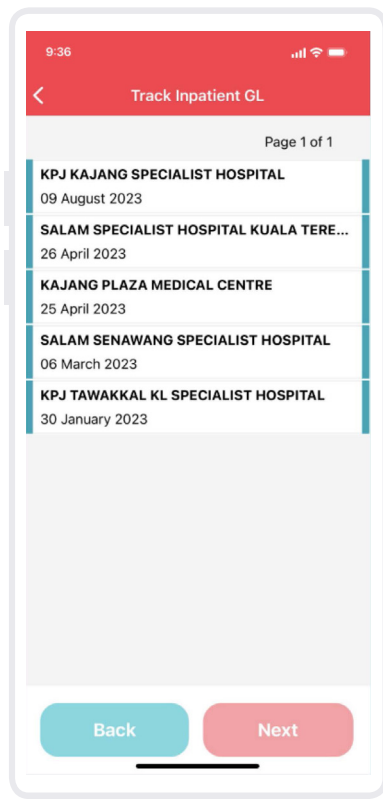 9:36
Track Inpatient GL
Page 1 of 1
KPJ KAJANG SPECIALIST HOSPITAL
09 August 2023
SALAM SPECIALIST HOSPITAL KUALA TERE...
26 April 2023
KAJANG PLAZA MEDICAL CENTRE
25 April 2023
SALAM SENAWANG SPECIALIST HOSPITAL
06 March 2023
KPJ TAWAKKAL KL SPECIALIST HOSPITAL
30 January 2023
Back Next